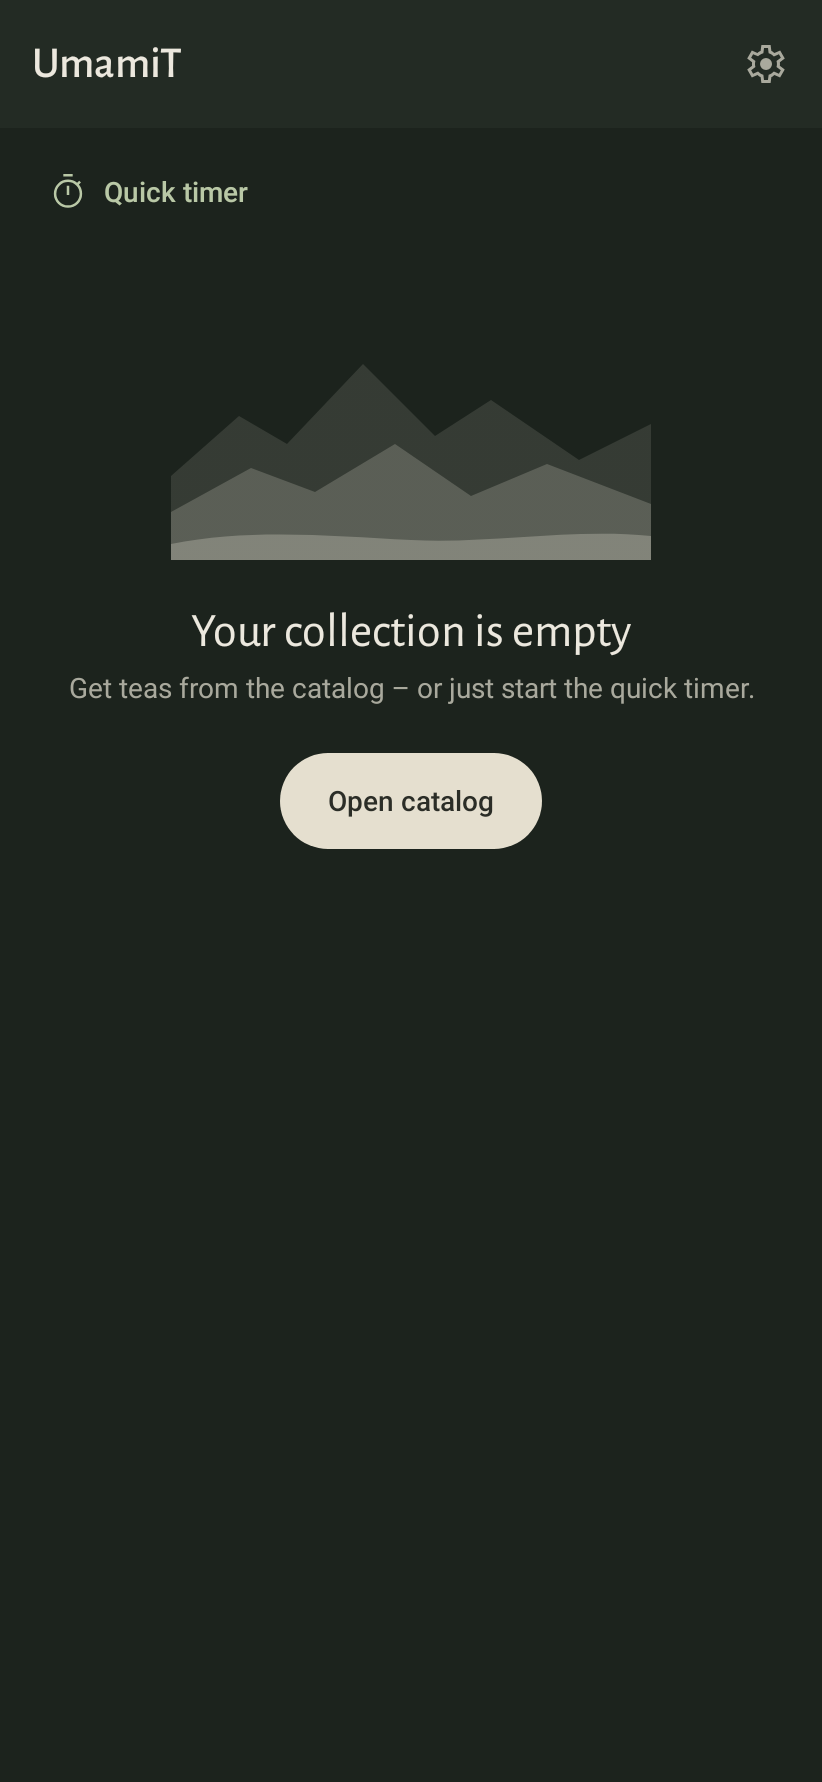 UmamiT
Quick timer
Your collection is empty
Get teas from the catalog – or just start the quick timer.
Open catalog